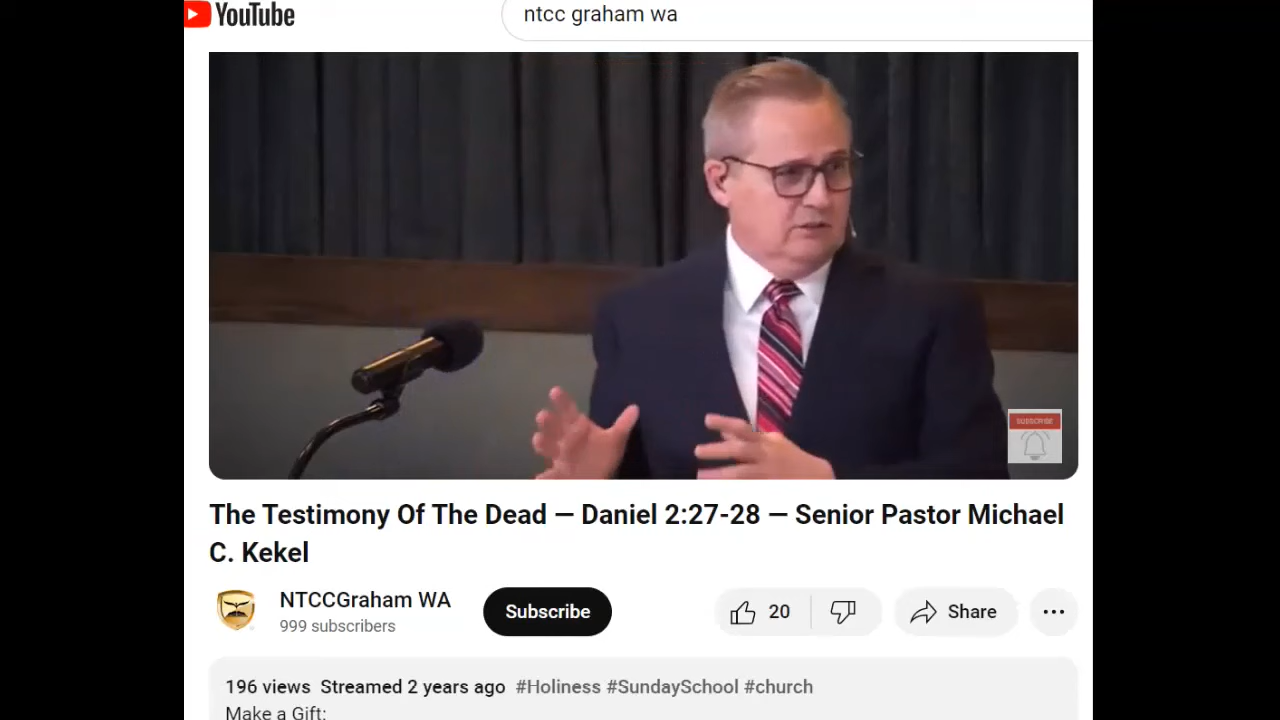 YouTube
ntcc graham wa
SUBSCRIBE
The Testimony Of The Dead — Daniel 2:27-28 — Senior Pastor Michael
C. Kekel
NTCCGraham WA
Subscribe
20
Share
999 subscribers
196 views Streamed 2 years ago #Holiness #SundaySchool #church
Make a Gift: